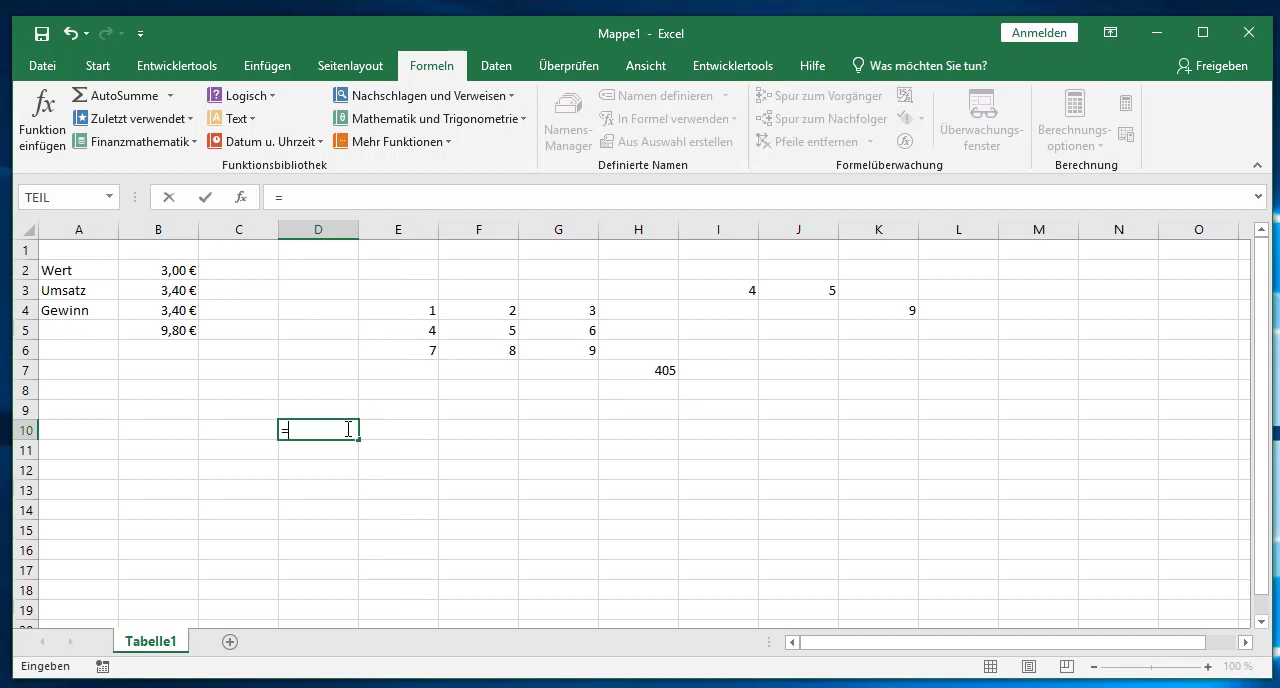 Mappe1 - Excel
Anmelden
Datei Start Entwicklertools Einfügen Seitenlayout Formeln Daten Überprüfen Ansicht Entwicklertools Hilfe Was möchten Sie tun? Freigeben
fx Funktion einfügen
AutoSumme
Zuletzt verwendet
Finanzmathematik
Logisch
Text
Datum u. Uhrzeit
Nachschlagen und Verweisen
Mathematik und Trigonometrie
Mehr Funktionen
Funktionsbibliothek
Namens-Manager
Namen definieren
In Formel verwenden
Aus Auswahl erstellen
Definierte Namen
Spur zum Vorgänger
Spur zum Nachfolger
Pfeile entfernen
Überwachungsfenster
Formelüberwachung
Berechnungsoptionen
Berechnung
TEIL fx =
A B C D E F G H I J K L M N O
1
2 Wert 3,00 €
3 Umsatz 3,40 € 4 5
4 Gewinn 3,40 € 1 2 3 9
5 9,80 € 4 5 6
6 7 8 9
7 405
8
9
10 =
11
12
13
14
15
16
17
18
19
Tabelle1
Eingeben 100 %